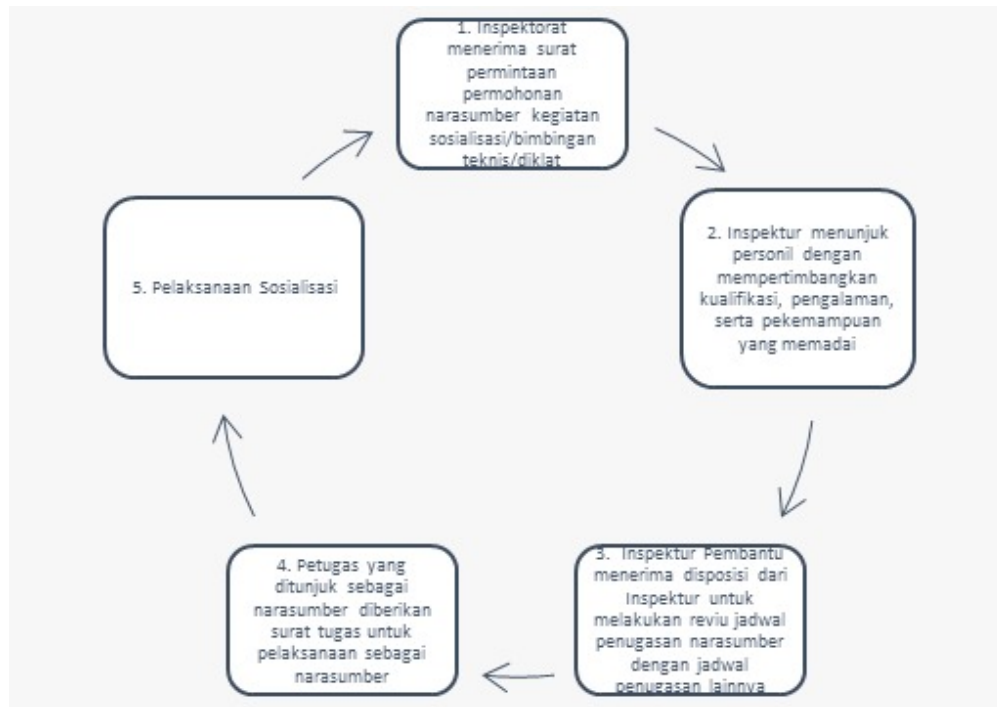 1. Inspektorat
menerima surat
permintaan
permohonan
narasumber kegiatan
sosialisasi/bimbingan
teknis/diklat
2. Inspektur menunjuk
personil dengan
mempertimbangkan
kualifikasi, pengalaman,
serta pekemampuan
yang memadai
3. Inspektur Pembantu
menerima disposisi dari
Inspektur untuk
melakukan reviu jadwal
penugasan narasumber
dengan jadwal
penugasan lainnya
4. Petugas yang
ditunjuk sebagai
narasumber diberikan
surat tugas untuk
pelaksanaan sebagai
narasumber
5. Pelaksanaan Sosialisasi